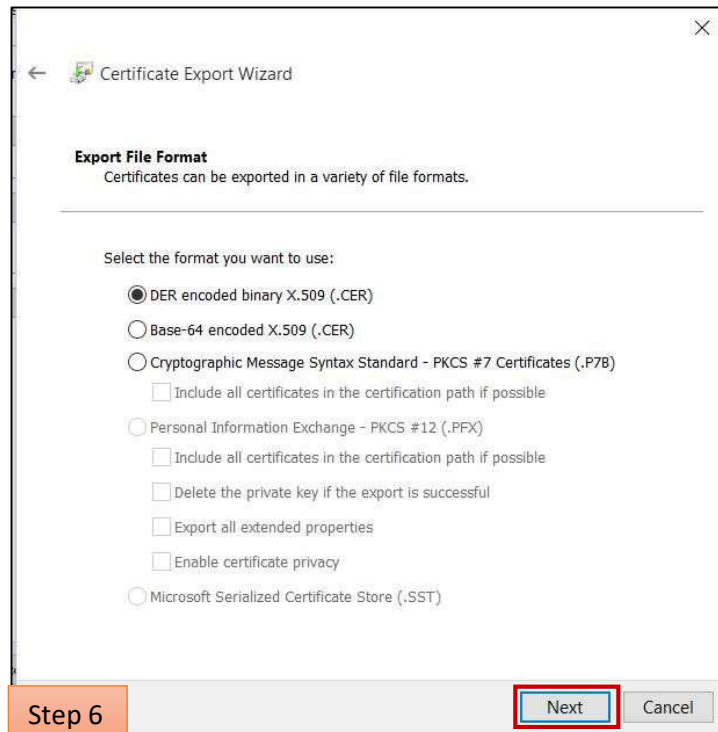 Certificate Export Wizard
Export File Format
Certificates can be exported in a variety of file formats.
Select the format you want to use:
DER encoded binary X.509 (.CER)
Base-64 encoded X.509 (.CER)
Cryptographic Message Syntax Standard - PKCS #7 Certificates (.P7B)
Include all certificates in the certification path if possible
Personal Information Exchange - PKCS #12 (.PFX)
Include all certificates in the certification path if possible
Delete the private key if the export is successful
Export all extended properties
Enable certificate privacy
Microsoft Serialized Certificate Store (.SST)
Step 6
Next
Cancel